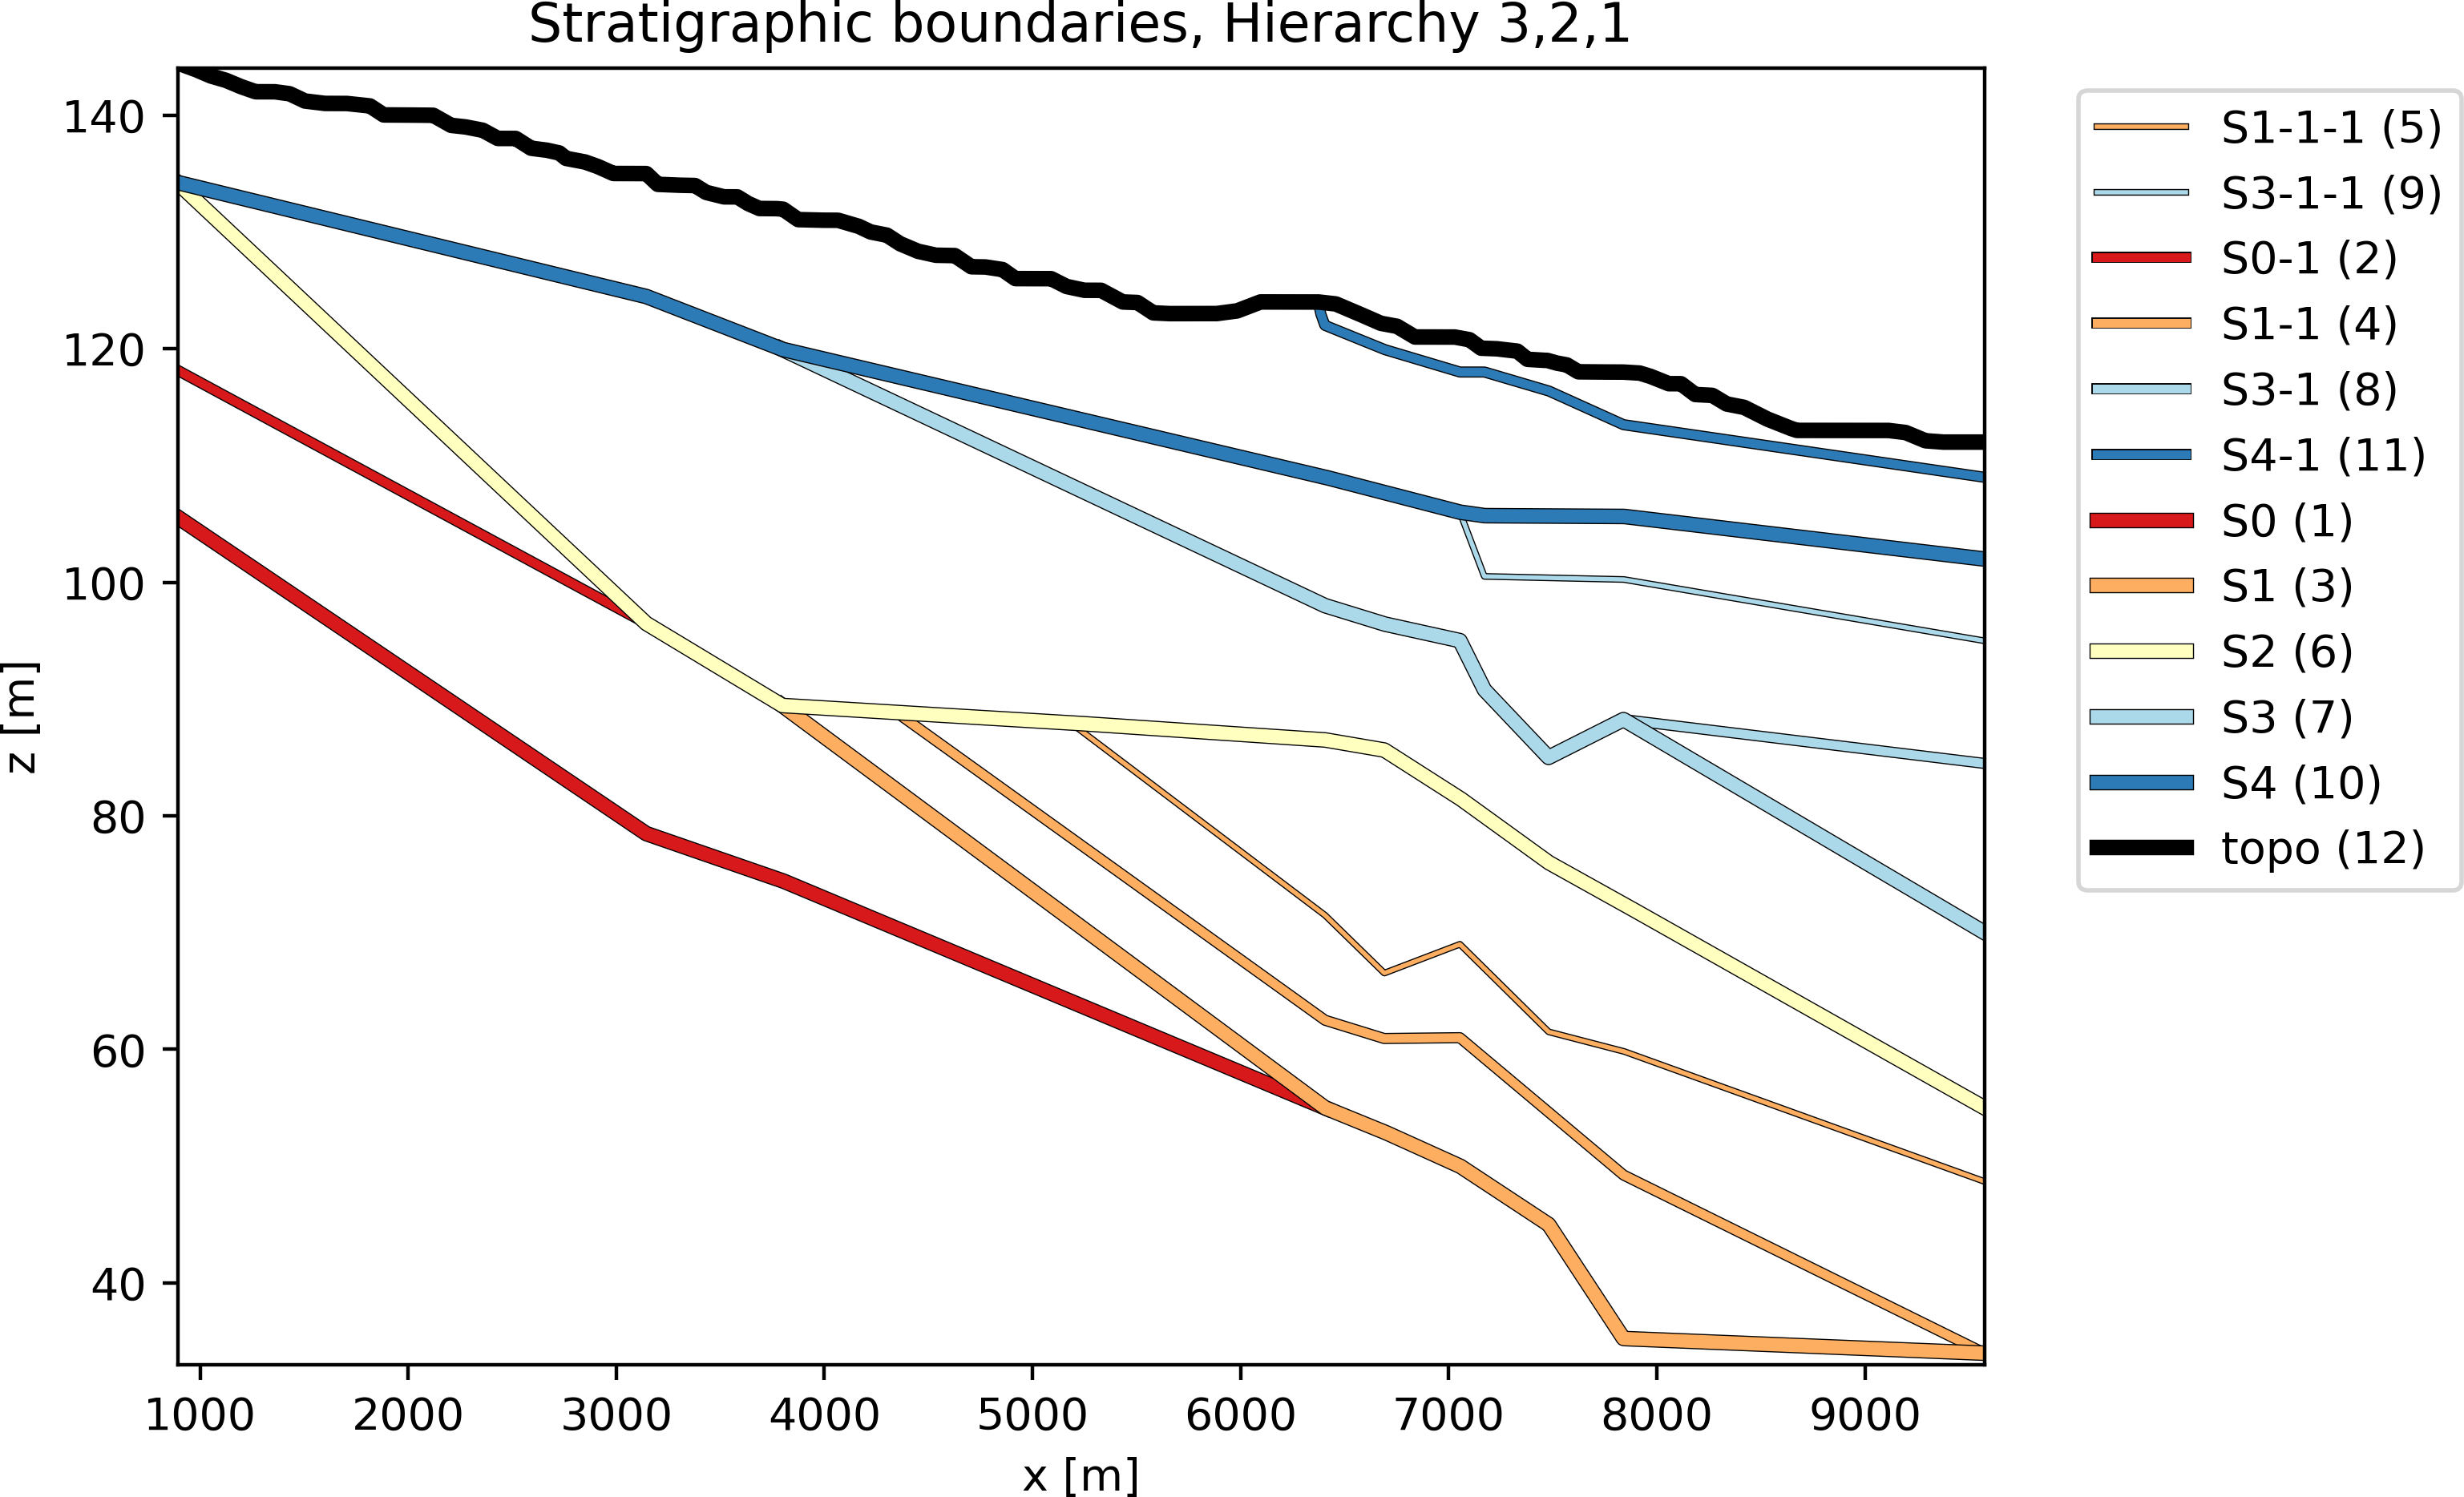 Stratigraphic boundaries, Hierarchy 3,2,1
z [m]
140
120
100
80
60
40
1000 2000 3000 4000 5000 6000 7000 8000 9000
x [m]
S1-1-1 (5)
S3-1-1 (9)
S0-1 (2)
S1-1 (4)
S3-1 (8)
S4-1 (11)
S0 (1)
S1 (3)
S2 (6)
S3 (7)
S4 (10)
topo (12)